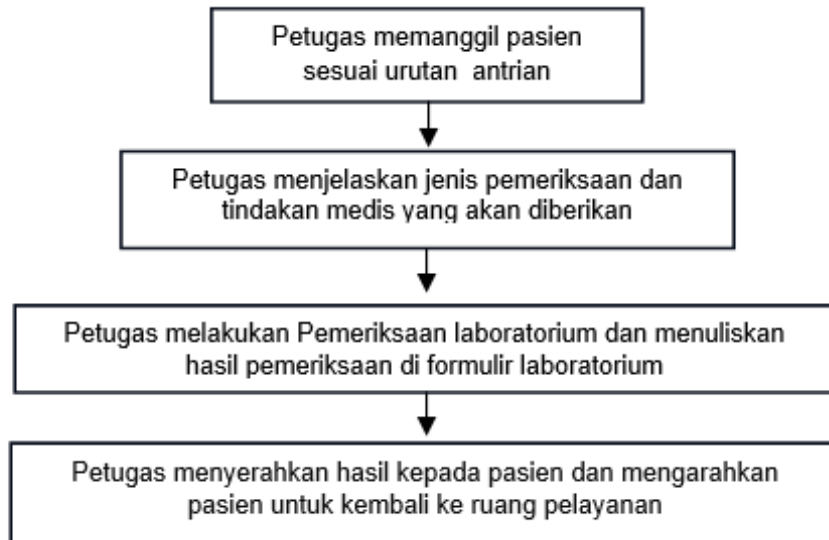 Petugas memanggil pasien
sesuai urutan antrian
Petugas menjelaskan jenis pemeriksaan dan
tindakan medis yang akan diberikan
Petugas melakukan Pemeriksaan laboratorium dan menuliskan
hasil pemeriksaan di formulir laboratorium
Petugas menyerahkan hasil kepada pasien dan mengarahkan
pasien untuk kembali ke ruang pelayanan